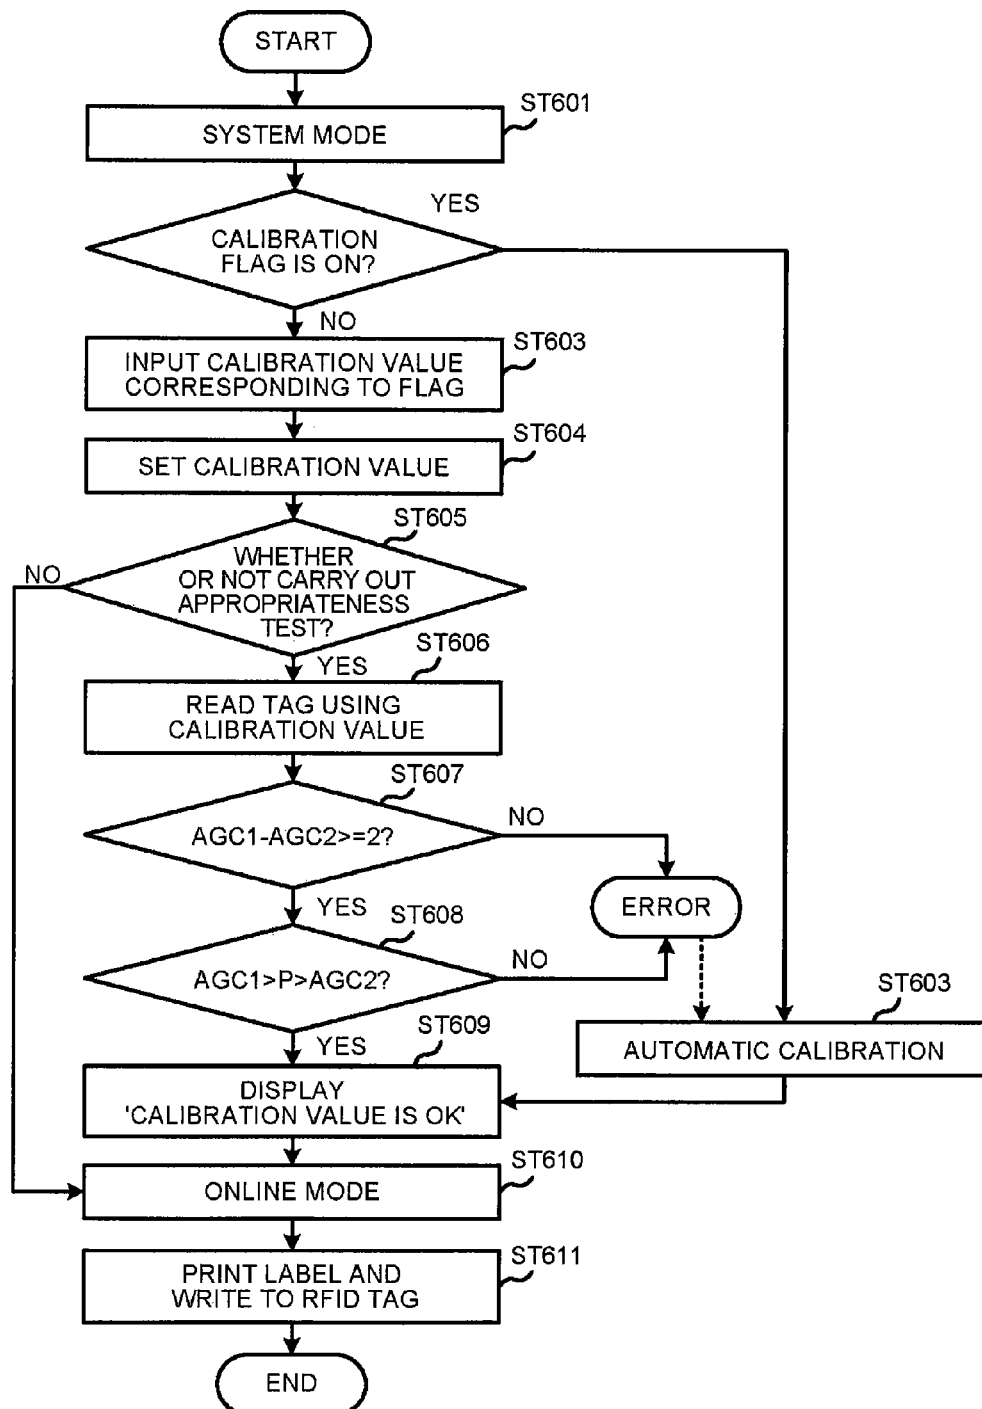 START
ST601
SYSTEM MODE
YES
CALIBRATION
FLAG IS ON?
NO
ST603
INPUT CALIBRATION VALUE
CORRESPONDING TO FLAG
ST604
SET CALIBRATION VALUE
ST605
NO
WHETHER
OR NOT CARRY OUT
APPROPRIATENESS
TEST?
YES
ST606
READ TAG USING
CALIBRATION VALUE
ST607
NO
AGC1-AGC2>=2?
YES
ERROR
ST608
NO
AGC1>P>AGC2?
ST603
YES
ST609
AUTOMATIC CALIBRATION
DISPLAY
'CALIBRATION VALUE IS OK'
ST610
ONLINE MODE
ST611
PRINT LABEL AND
WRITE TO RFID TAG
END